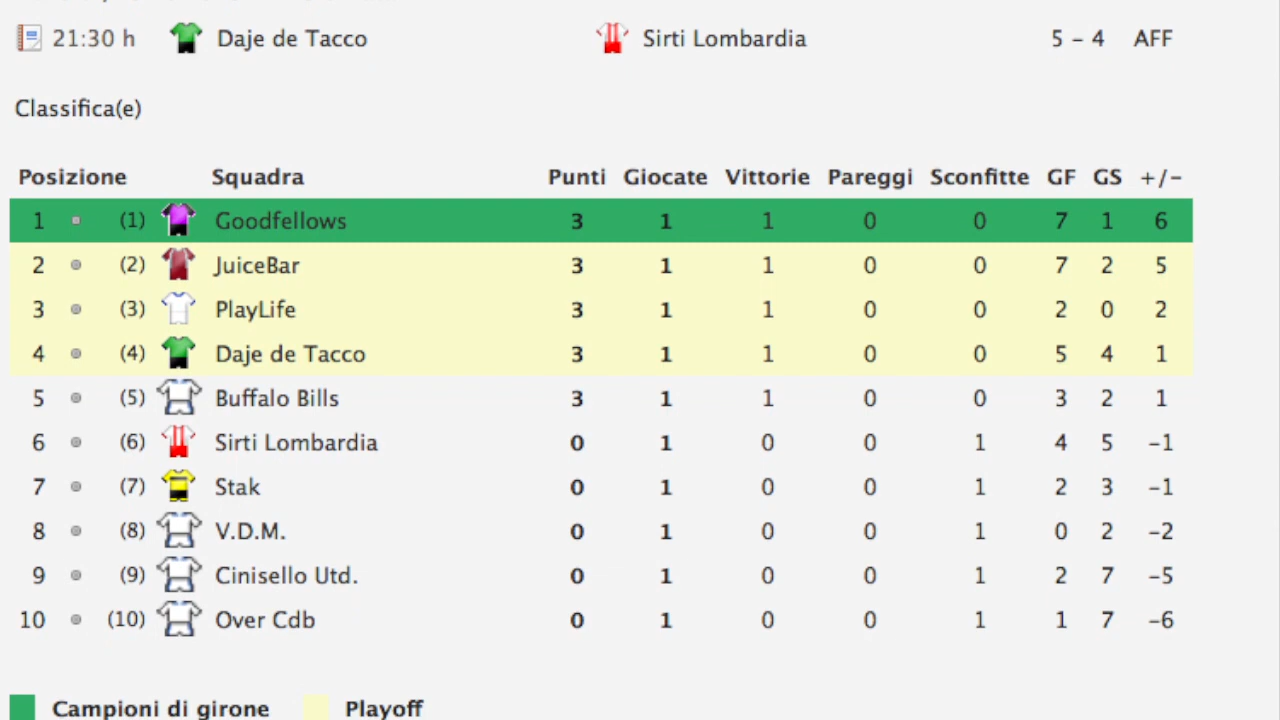 21:30 h Daje de Tacco Sirti Lombardia 5 - 4 AFF
Classifica(e)
Posizione Squadra Punti Giocate Vittorie Pareggi Sconfitte GF GS +/-
1 (1) Goodfellows 3 1 1 0 0 7 1 6
2 (2) JuiceBar 3 1 1 0 0 7 2 5
3 (3) PlayLife 3 1 1 0 0 2 0 2
4 (4) Daje de Tacco 3 1 1 0 0 5 4 1
5 (5) Buffalo Bills 3 1 1 0 0 3 2 1
6 (6) Sirti Lombardia 0 1 0 0 1 4 5 -1
7 (7) Stak 0 1 0 0 1 2 3 -1
8 (8) V.D.M. 0 1 0 0 1 0 2 -2
9 (9) Cinisello Utd. 0 1 0 0 1 2 7 -5
10 (10) Over Cdb 0 1 0 0 1 1 7 -6
Campioni di girone Playoff